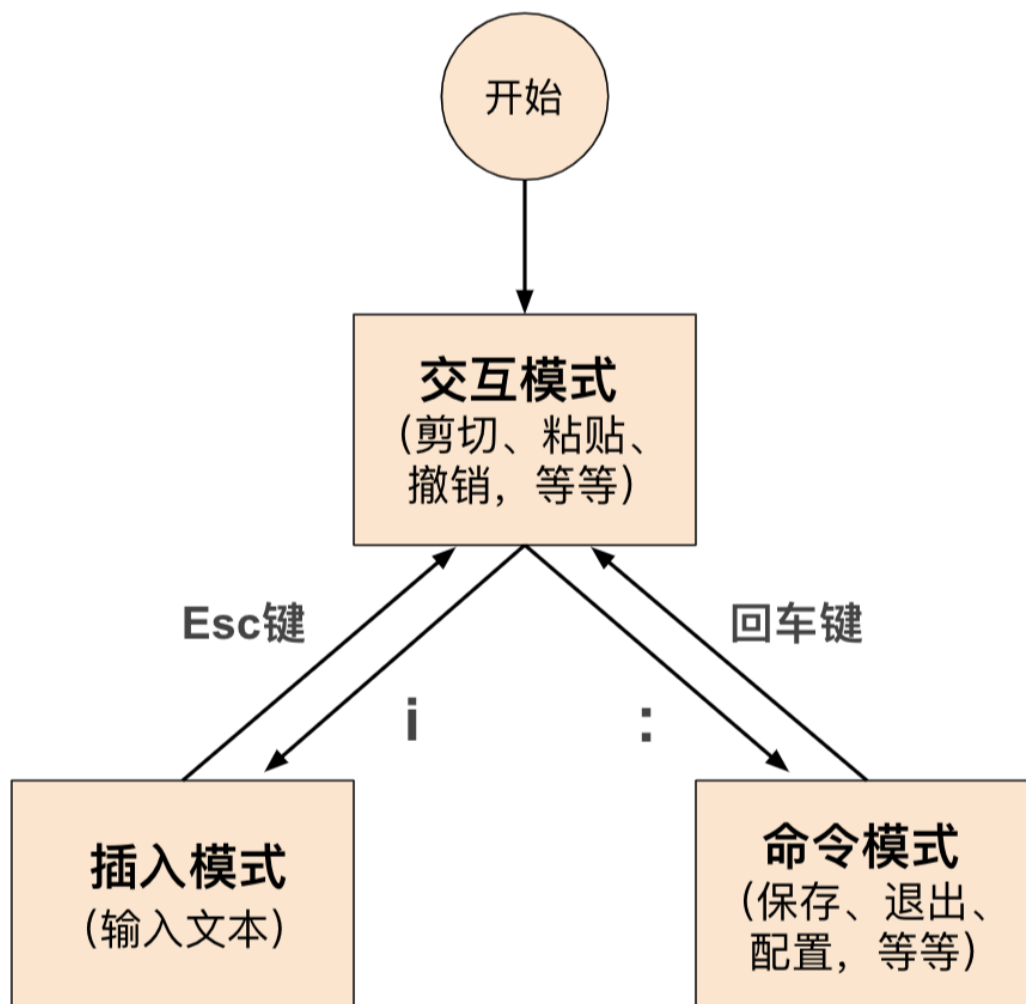 开始
交互模式
（剪切、粘贴、
撤销，等等）
Esc键
回车键
i
:
插入模式
（输入文本）
命令模式
（保存、退出、
配置，等等）